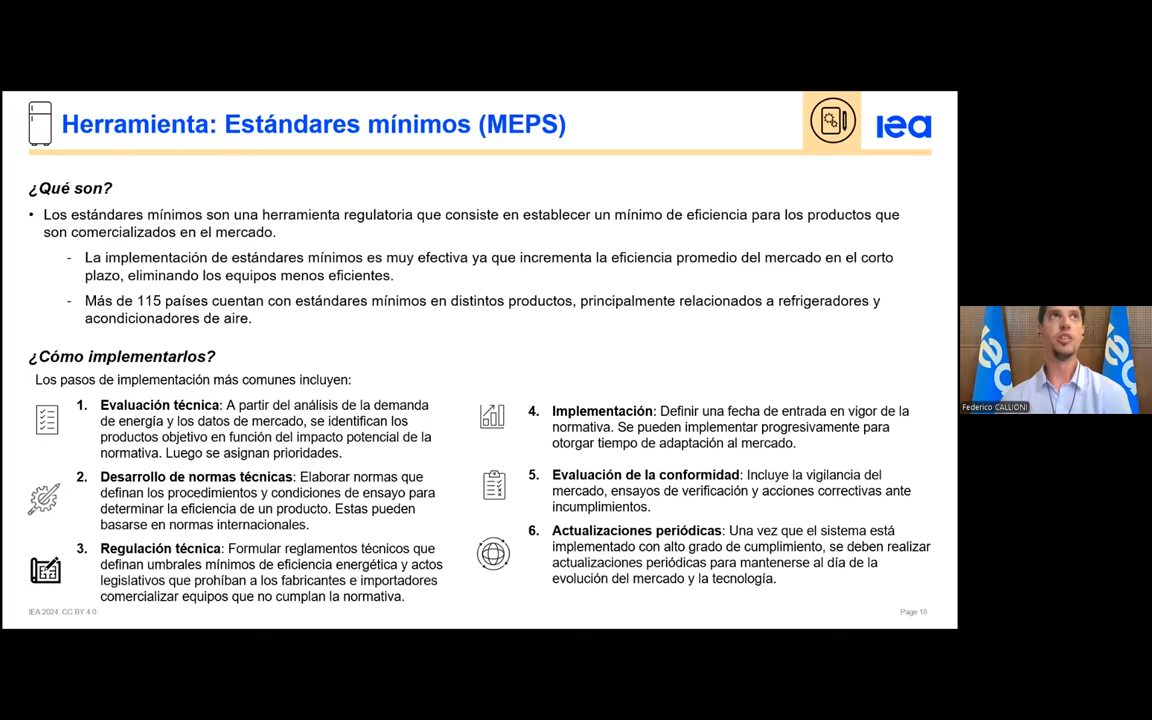 Herramienta: Estándares mínimos (MEPS)
iea
¿Qué son?
• Los estándares mínimos son una herramienta regulatoria que consiste en establecer un mínimo de eficiencia para los productos que
son comercializados en el mercado.
- La implementación de estándares mínimos es muy efectiva ya que incrementa la eficiencia promedio del mercado en el corto
plazo, eliminando los equipos menos eficientes.
- Más de 115 países cuentan con estándares mínimos en distintos productos, principalmente relacionados a refrigeradores y
acondicionadores de aire.
¿Cómo implementarlos?
Los pasos de implementación más comunes incluyen:
1. Evaluación técnica: A partir del análisis de la demanda
de energía y los datos de mercado, se identifican los
productos objetivo en función del impacto potencial de la
normativa. Luego se asignan prioridades.
2. Desarrollo de normas técnicas: Elaborar normas que
definan los procedimientos y condiciones de ensayo para
determinar la eficiencia de un producto. Estas pueden
basarse en normas internacionales.
3. Regulación técnica: Formular reglamentos técnicos que
definan umbrales mínimos de eficiencia energética y actos
legislativos que prohíban a los fabricantes e importadores
comercializar equipos que no cumplan la normativa.
4. Implementación: Definir una fecha de entrada en vigor de la
normativa. Se pueden implementar progresivamente para
otorgar tiempo de adaptación al mercado.
5. Evaluación de la conformidad: Incluye la vigilancia del
mercado, ensayos de verificación y acciones correctivas ante
incumplimientos.
6. Actualizaciones periódicas: Una vez que el sistema está
implementado con alto grado de cumplimiento, se deben realizar
actualizaciones periódicas para mantenerse al día de la
evolución del mercado y la tecnología.
IEA 2024. CC BY 4.0
Page 18
Federico CALLIONI